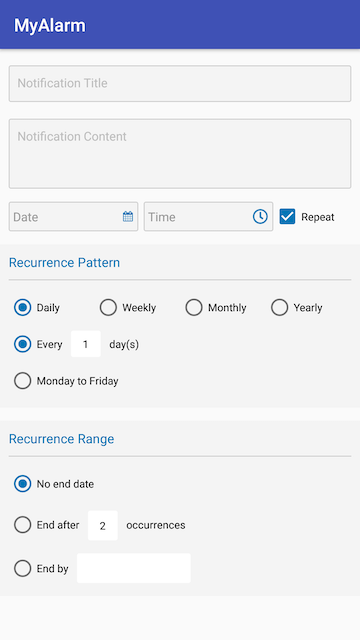 MyAlarm
Notification Title
Notification Content
Date Time Repeat
Recurrence Pattern
Daily Weekly Monthly Yearly
Every 1 day(s)
Monday to Friday
Recurrence Range
No end date
End after 2 occurrences
End by